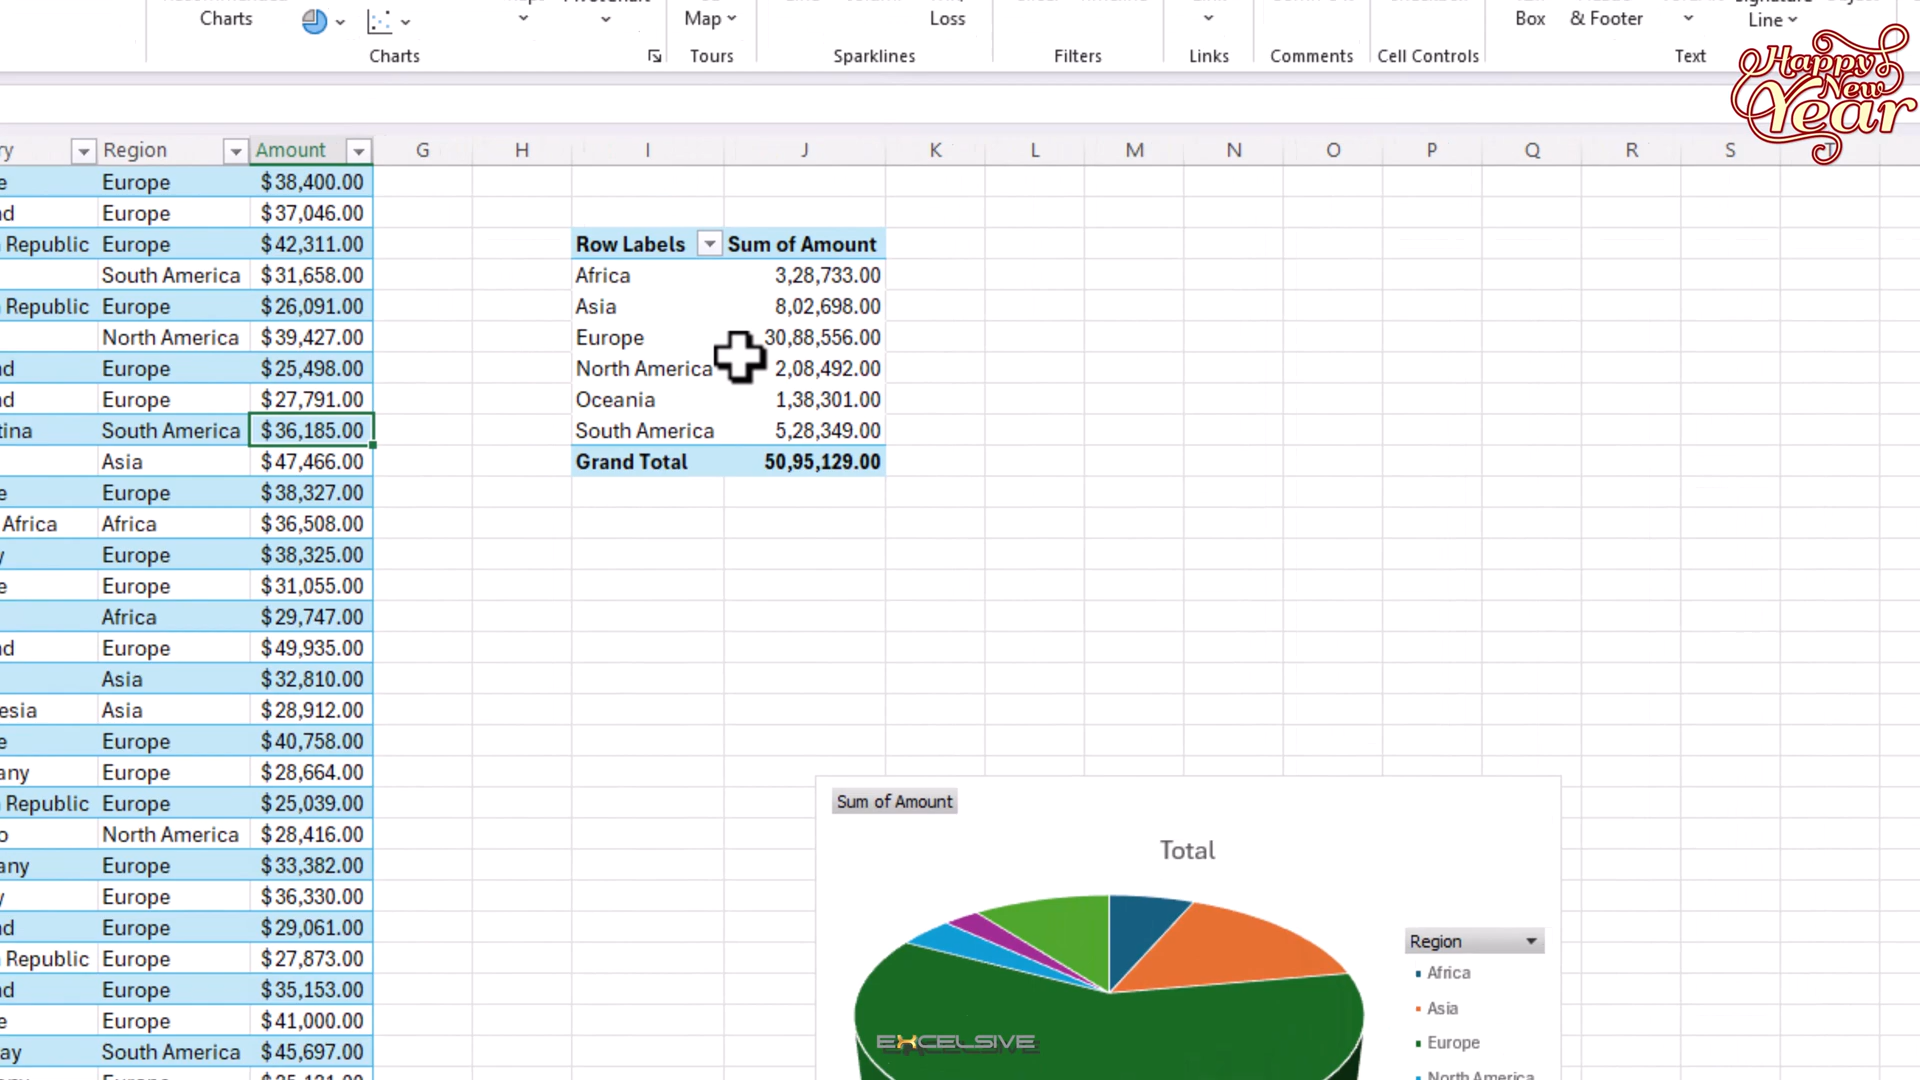 Charts
Map
Loss
Box
& Footer
Line
Charts
Tours
Sparklines
Filters
Links
Comments
Cell Controls
Text
Happy
New
Year
Region Amount G H I J K L M N O P Q R S T
Europe $38,400.00
Europe $37,046.00
Republic Europe $42,311.00
South America $31,658.00
Republic Europe $26,091.00
North America $39,427.00
Europe $25,498.00
Europe $27,791.00
South America $36,185.00
Asia $47,466.00
Europe $38,327.00
Africa Africa $36,508.00
Europe $38,325.00
Europe $31,055.00
Africa $29,747.00
Europe $49,935.00
Asia $32,810.00
Asia $28,912.00
Europe $40,758.00
Europe $28,664.00
Republic Europe $25,039.00
North America $28,416.00
Europe $33,382.00
Europe $36,330.00
Europe $29,061.00
Republic Europe $27,873.00
Europe $35,153.00
Europe $41,000.00
South America $45,697.00
Row Labels Sum of Amount
Africa 3,28,733.00
Asia 8,02,698.00
Europe 30,88,556.00
North America 2,08,492.00
Oceania 1,38,301.00
South America 5,28,349.00
Grand Total 50,95,129.00
Sum of Amount
Total
Region
Africa
Asia
Europe
North America
EXCELSIVE